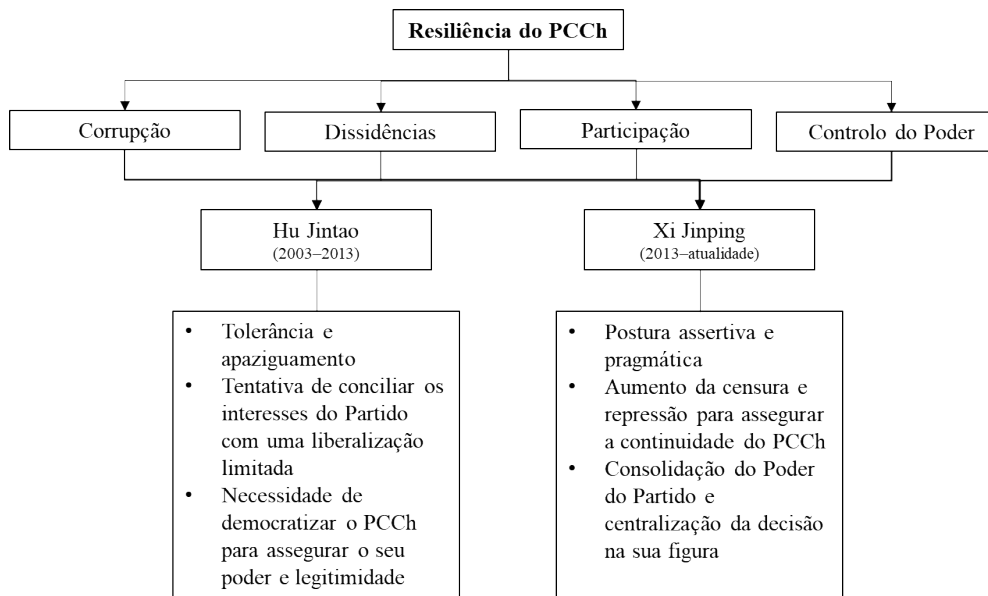 Resiliência do PCCh
Corrupção
Dissidências
Participação
Controlo do Poder
Hu Jintao
(2003–2013)
Xi Jinping
(2013–atualidade)
• Tolerância e
apaziguamento
• Tentativa de conciliar os
interesses do Partido
com uma liberalização
limitada
• Necessidade de
democratizar o PCCh
para assegurar o seu
poder e legitimidade
• Postura assertiva e
pragmática
• Aumento da censura e
repressão para assegurar
a continuidade do PCCh
• Consolidação do Poder
do Partido e
centralização da decisão
na sua figura